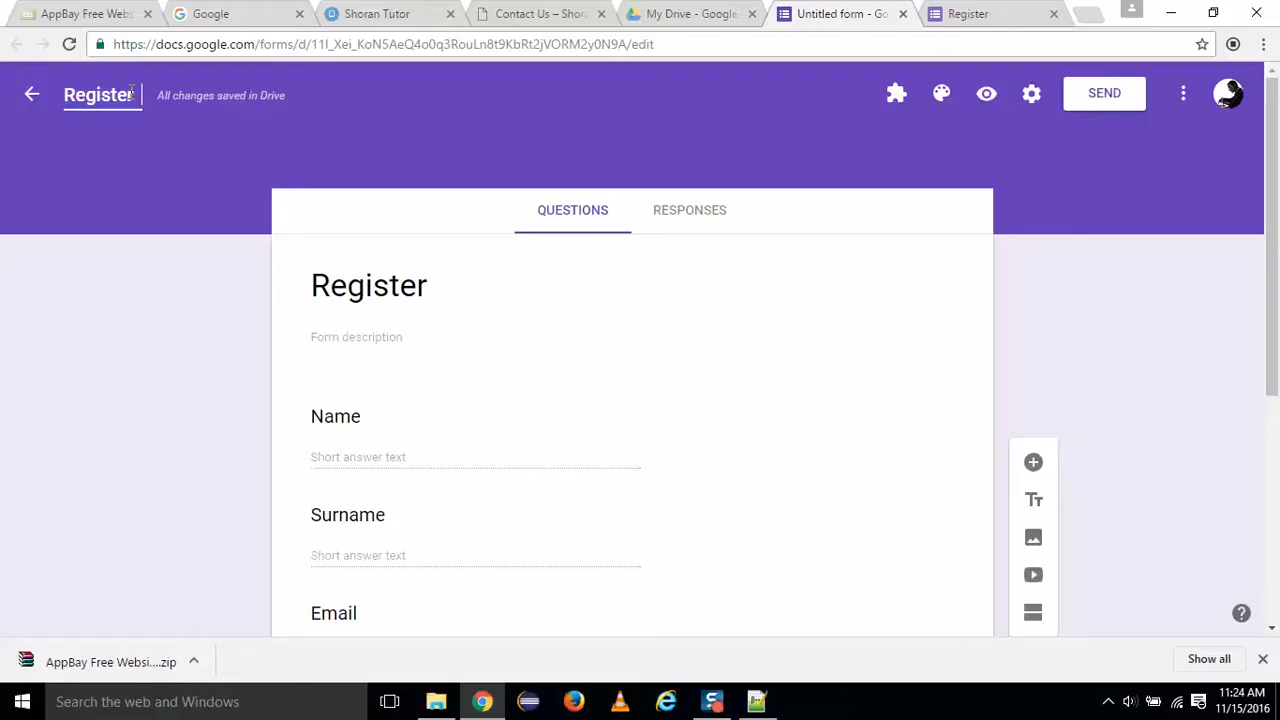 AppBay Free Websi
Google
Shoran Tutor
Contact Us – Shora
My Drive - Google
Untitled form - Go
Register
https://docs.google.com/forms/d/11l_Xei_KoN5AeQ4o0q3RouLn8t9KbRt2jVORM2y0N9A/edit
Register
All changes saved in Drive
SEND
QUESTIONS
RESPONSES
Register
Form description
Name
Short answer text
Surname
Short answer text
Email
AppBay Free Websi....zip
Show all
Search the web and Windows
11:24 AM
11/15/2016